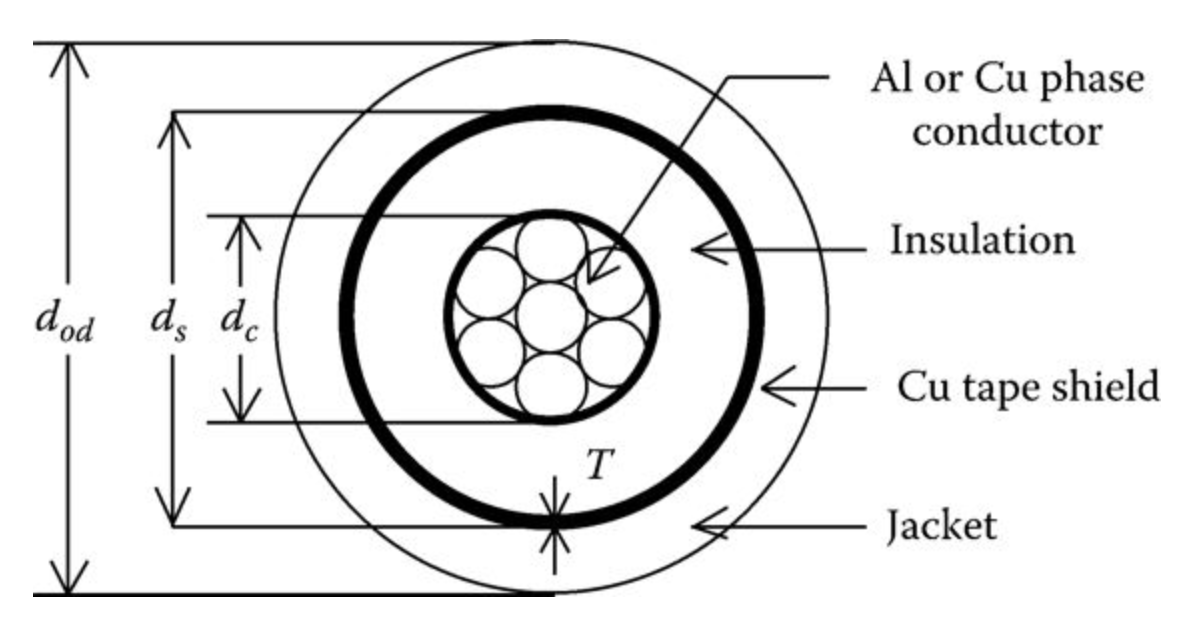 Al or Cu phase
conductor
Insulation
d_od
d_s
d_c
Cu tape shield
T
Jacket